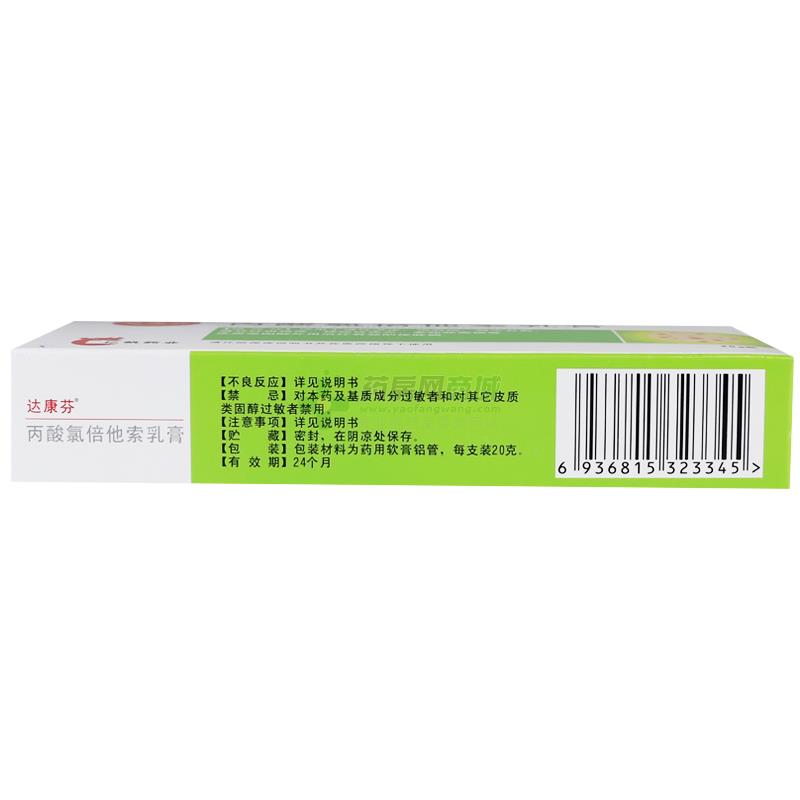 达康芬®
丙酸氯倍他索乳膏
【不良反应】详见说明书
【禁 忌】对本药及基质成分过敏者和对其它皮质
类固醇过敏者禁用。
【注意事项】详见说明书
【贮 藏】密封，在阴凉处保存。
【包 装】包装材料为药用软膏铝管，每支装20克。
【有 效 期】24个月
6 936815 323345 >
药房网商城
www.yaofangwang.com